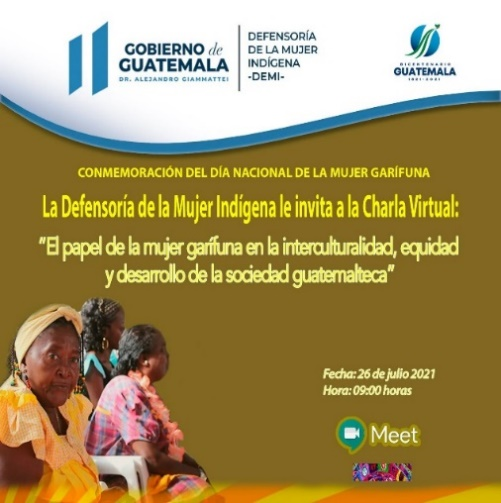 GOBIERNO de
GUATEMALA
DR. ALEJANDRO GIAMMATTEI
DEFENSORÍA
DE LA MUJER
INDÍGENA
-DEMI-
BICENTENARIO
GUATEMALA
1821-2021
CONMEMORACIÓN DEL DÍA NACIONAL DE LA MUJER GARÍFUNA
La Defensoría de la Mujer Indígena le invita a la Charla Virtual:
"El papel de la mujer garífuna en la interculturalidad, equidad
y desarrollo de la sociedad guatemalteca"
Fecha: 26 de julio 2021
Hora: 09:00 horas
Meet